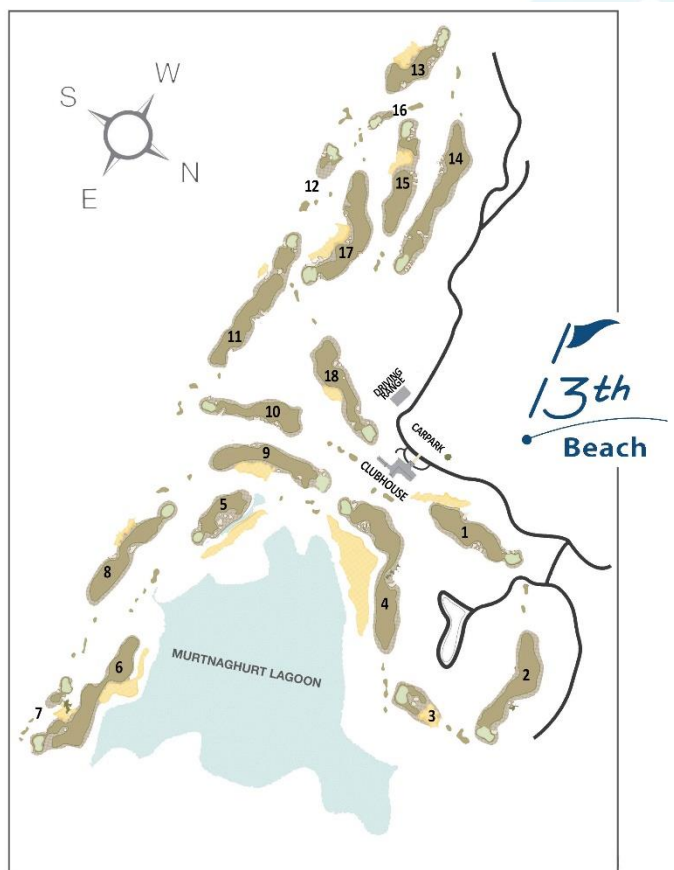 W
S
N
E
13
16
14
12
15
17
11
18
DRIVING
RANGE
10
CARPARK
9
CLUBHOUSE
5
1
8
4
MURTNAGHURT LAGOON
6
2
7
3
13th
Beach